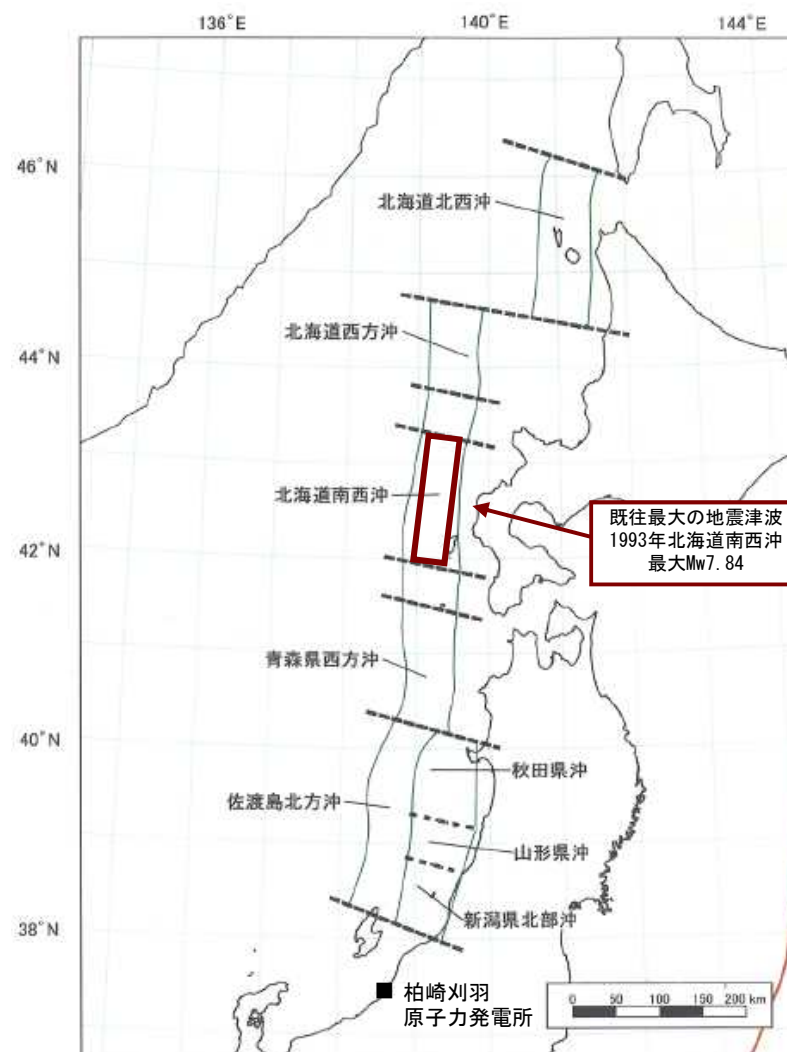 136°E
140°E
144°E
46°N
北海道北西沖
北海道西方沖
44°N
北海道南西沖
既往最大の地震津波
1993年北海道南西沖
最大Mw7.84
42°N
青森県西方沖
40°N
秋田県沖
佐渡島北方沖
山形県沖
新潟県北部沖
38°N
柏崎刈羽
原子力発電所
0 50 100 150 200 km